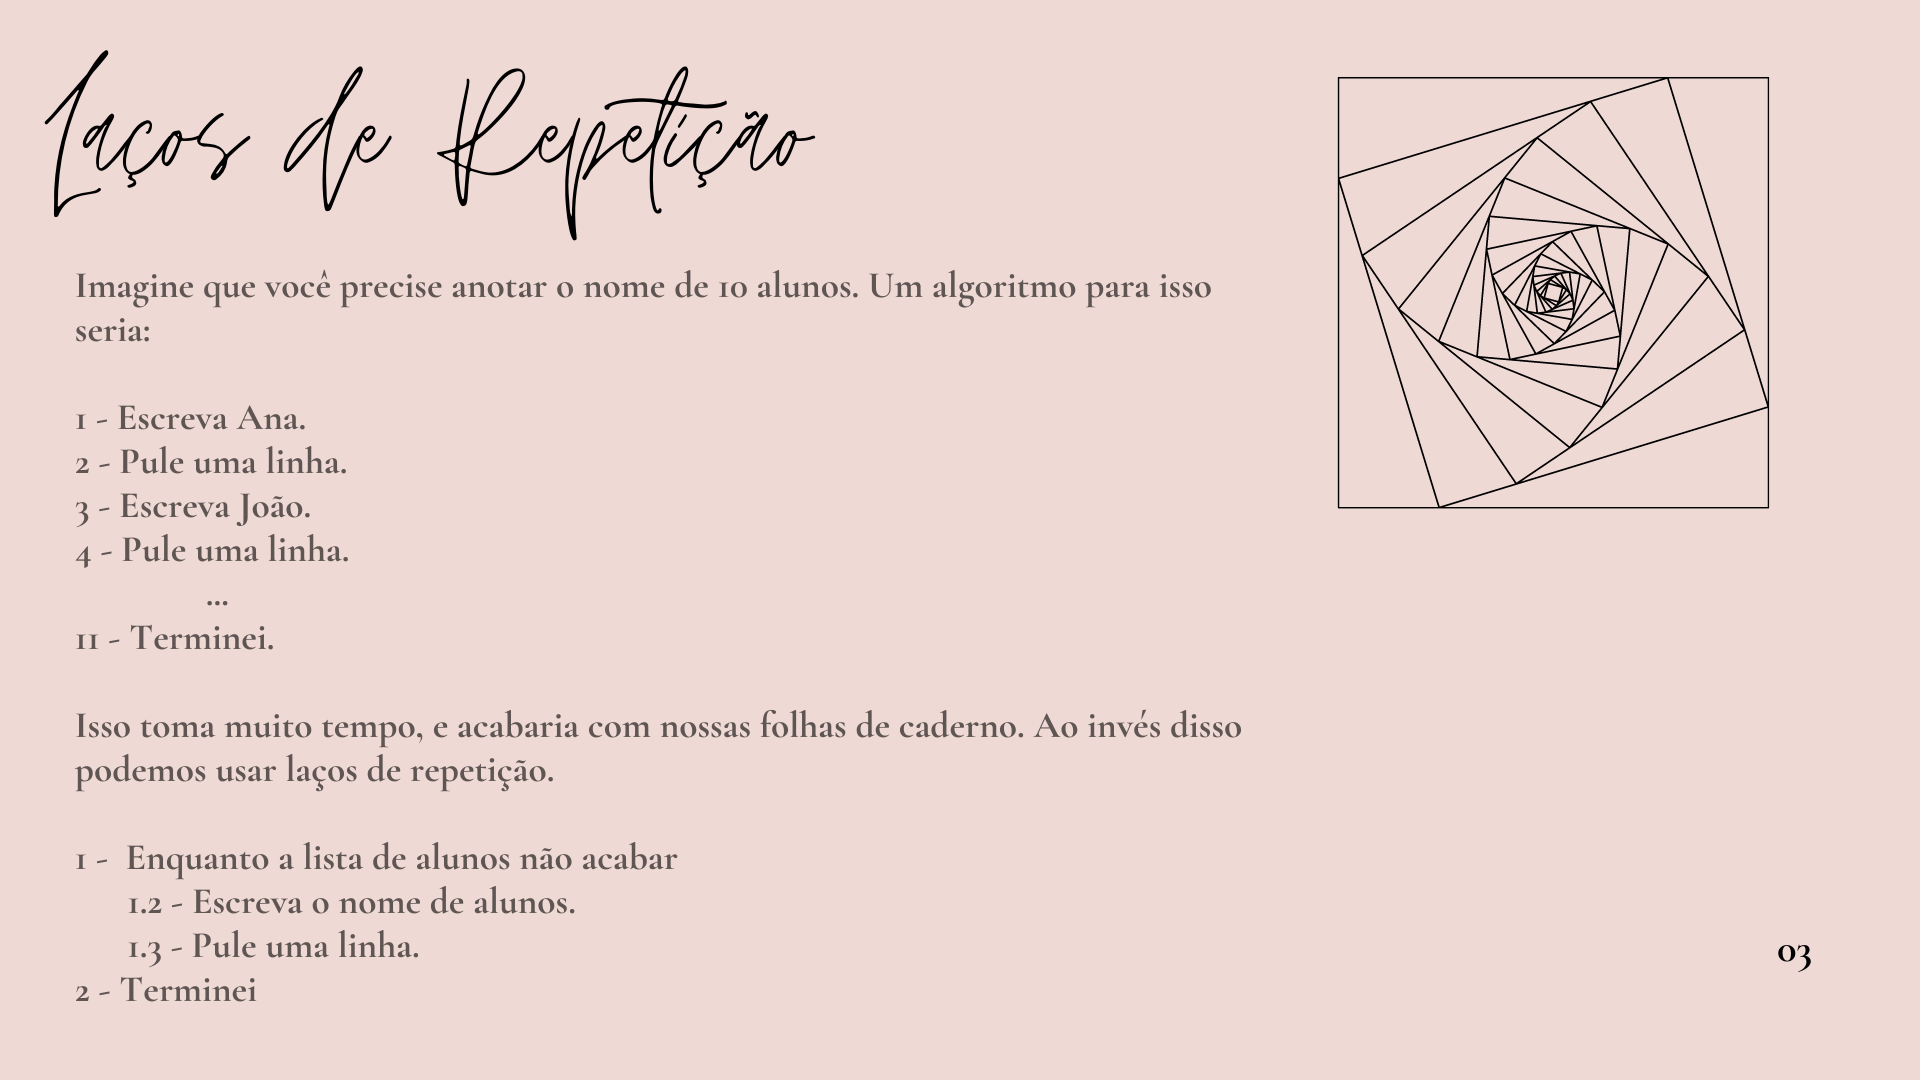 Laços de Repetição
Imagine que você precise anotar o nome de 10 alunos. Um algoritmo para isso
seria:
1 - Escreva Ana.
2 - Pule uma linha.
3 - Escreva João.
4 - Pule uma linha.
...
11 - Terminei.
Isso toma muito tempo, e acabaria com nossas folhas de caderno. Ao invés disso
podemos usar laços de repetição.
1 - Enquanto a lista de alunos não acabar
1.2 - Escreva o nome de alunos.
1.3 - Pule uma linha.
2 - Terminei
03